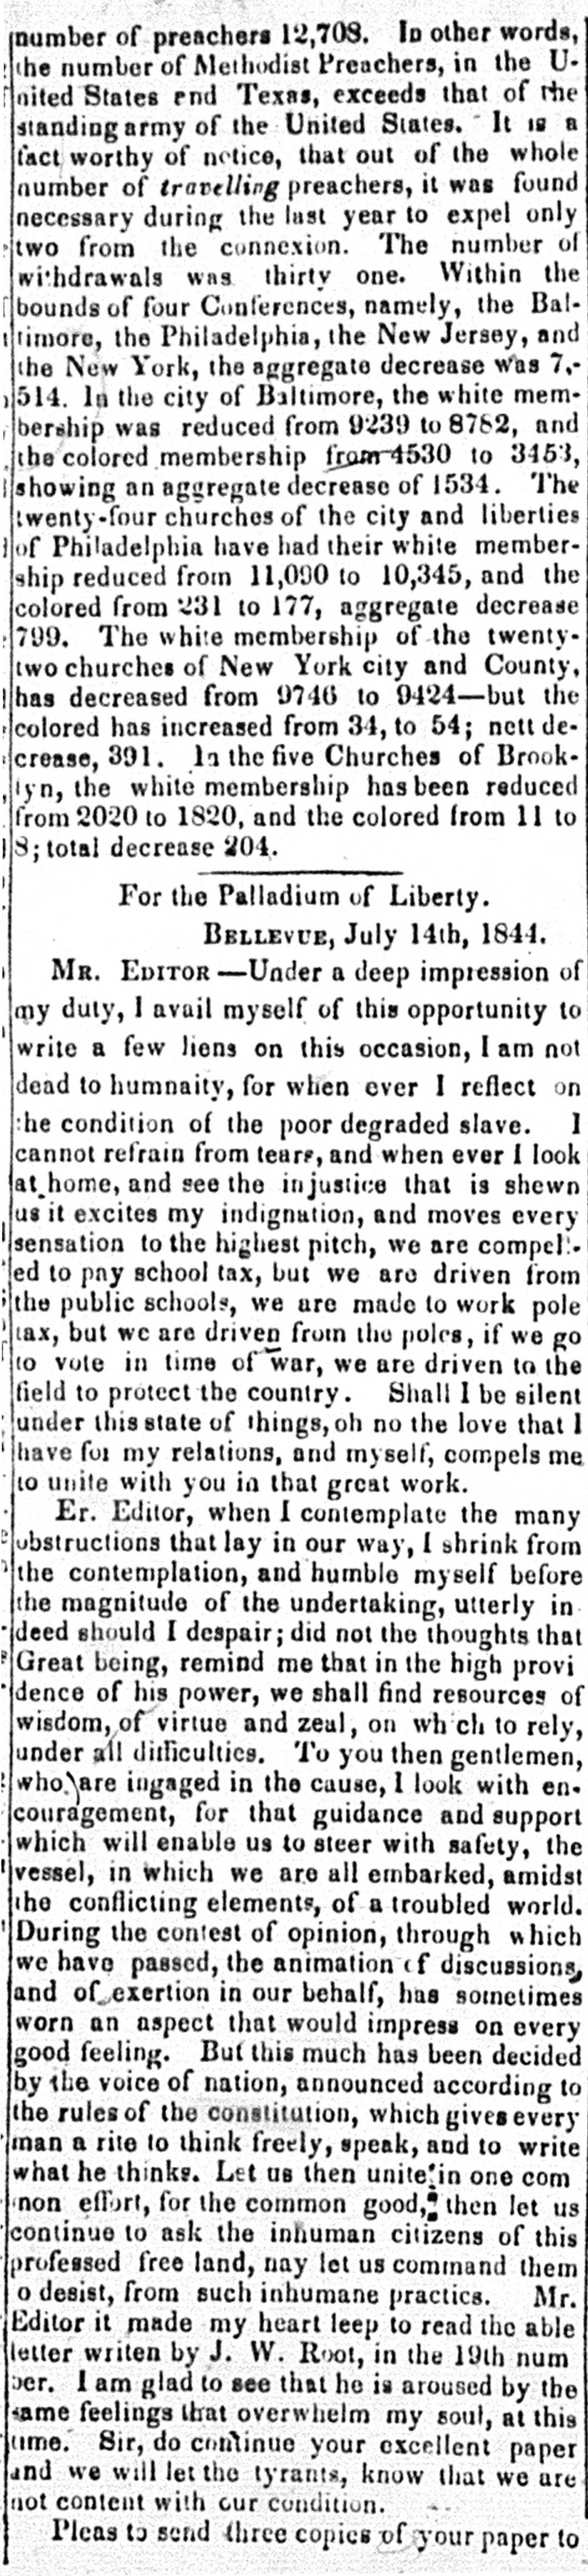 number of preachers 12,708. In other words,
the number of Methodist Preachers, in the U-
nited States end Texas, exceeds that of the
standing army of the United States. It is a
fact worthy of notice, that out of the whole
number of travelling preachers, it was found
necessary during the last year to expel only
two from the connexion. The number of
withdrawals was thirty one. Within the
bounds of four Conferences, namely, the Bal-
timore, the Philadelphia, the New Jersey, and
the New York, the aggregate decrease was 7,-
514. In the city of Baltimore, the white mem-
bership was reduced from 9239 to 8782, and
the colored membership from 4530 to 3453,
showing an aggregate decrease of 1534. The
twenty-four churches of the city and liberties
of Philadelphia have had their white member-
ship reduced from 11,090 to 10,345, and the
colored from 231 to 177, aggregate decrease
799. The white membership of the twenty-
two churches of New York city and County,
has decreased from 9746 to 9424—but the
colored has increased from 34, to 54; nett de-
crease, 391. In the five Churches of Brook-
lyn, the white membership has been reduced
from 2020 to 1820, and the colored from 11 to
8; total decrease 204.
For the Palladium of Liberty.
BELLEVUE, July 14th, 1844.
MR. EDITOR —Under a deep impression of
my duty, I avail myself of this opportunity to
write a few liens on this occasion, I am not
dead to humnaity, for when ever I reflect on
the condition of the poor degraded slave. I
cannot refrain from tears, and when ever I look
at home, and see the injustice that is shewn
us it excites my indignation, and moves every
sensation to the highest pitch, we are compell-
ed to pay school tax, but we are driven from
the public schools, we are made to work pole
tax, but we are driven from the poles, if we go
to vote in time of war, we are driven to the
field to protect the country. Shall I be silent
under this state of things, oh no the love that I
have for my relations, and myself, compels me
to unite with you in that great work.
Er. Editor, when I contemplate the many
obstructions that lay in our way, I shrink from
the contemplation, and humble myself before
the magnitude of the undertaking, utterly in
deed should I despair; did not the thoughts that
Great being, remind me that in the high provi
dence of his power, we shall find resources of
wisdom, of virtue and zeal, on which to rely,
under all difficulties. To you then gentlemen,
who are ingaged in the cause, I look with en-
couragement, for that guidance and support
which will enable us to steer with safety, the
vessel, in which we are all embarked, amidst
the conflicting elements, of a troubled world.
During the contest of opinion, through which
we have passed, the animation of discussions,
and of exertion in our behalf, has sometimes
worn an aspect that would impress on every
good feeling. But this much has been decided
by the voice of nation, announced according to
the rules of the constitution, which gives every
man a rite to think freely, speak, and to write
what he thinks. Let us then unite in one com
mon effort, for the common good, then let us
continue to ask the inhuman citizens of this
professed free land, nay let us command them
o desist, from such inhumane practics. Mr.
Editor it made my heart leep to read the able
letter writen by J. W. Root, in the 19th num
ber. I am glad to see that he is aroused by the
same feelings that overwhelm my soul, at this
time. Sir, do continue your excellent paper
and we will let the tyrants, know that we are
not content with our condition.
Pleas to send three copies of your paper to